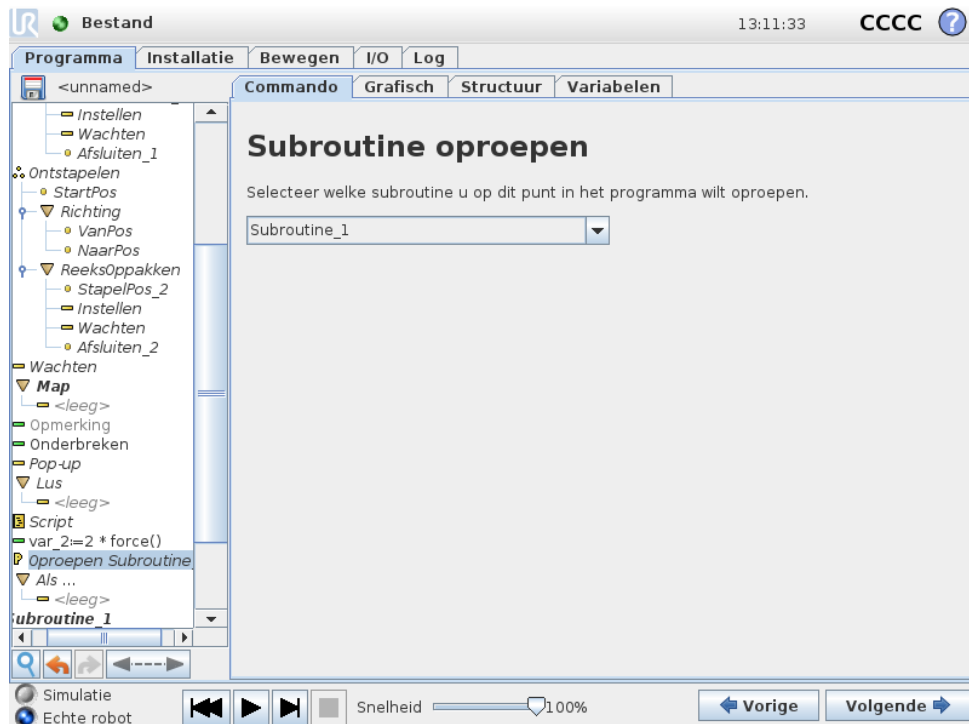 UR Bestand 13:11:33 CCCC ?
Programma Installatie Bewegen I/O Log
<unnamed> Commando Grafisch Structuur Variabelen
Instellen
Wachten
Afsluiten_1
Ontstapelen
StartPos
Richting
VanPos
NaarPos
ReeksOppakken
StapelPos_2
Instellen
Wachten
Afsluiten_2
Wachten
Map
<leeg>
Opmerking
Onderbreken
Pop-up
Lus
<leeg>
Script
var_2:=2 * force()
Oproepen Subroutine_
Als ...
<leeg>
Subroutine_1
Subroutine oproepen
Selecteer welke subroutine u op dit punt in het programma wilt oproepen.
Subroutine_1
Simulatie
Echte robot
Snelheid 100%
Vorige Volgende